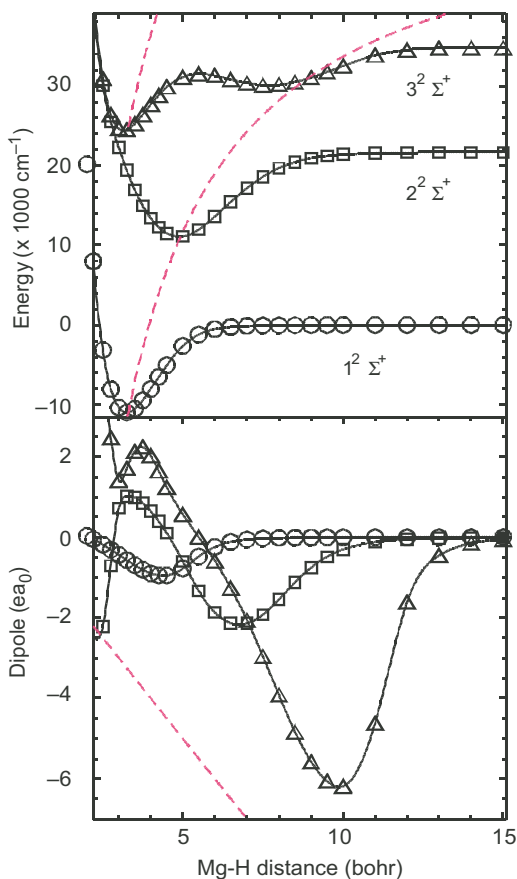 Energy (x 1000 cm⁻¹)
30
20
10
0
−10
3² Σ⁺
2² Σ⁺
1² Σ⁺
Dipole (ea₀)
2
0
−2
−4
−6
5
10
15
Mg-H distance (bohr)